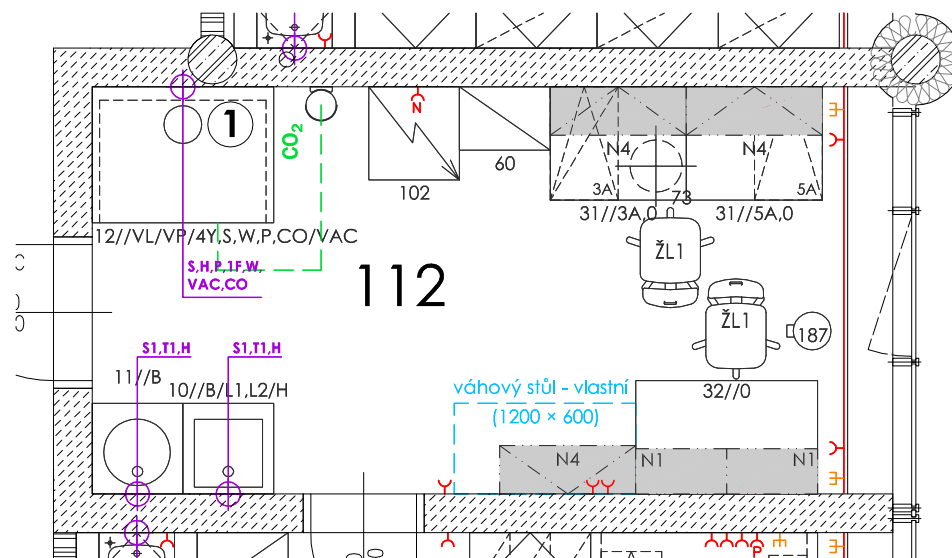 1
CO₂
N
102
60
N4
N4
3A
5A
73
31//3A,0
31//5A,0
12//VL/VP/4Y,S,W,P,CO/VAC
S,H,P,1F,W,
VAC,CO
112
ŽL1
ŽL1
187
S1,T1,H
S1,T1,H
11//B
10//B/L1,L2/H
váhový stůl - vlastní
(1200 × 600)
32//0
N4
N1
N1
P